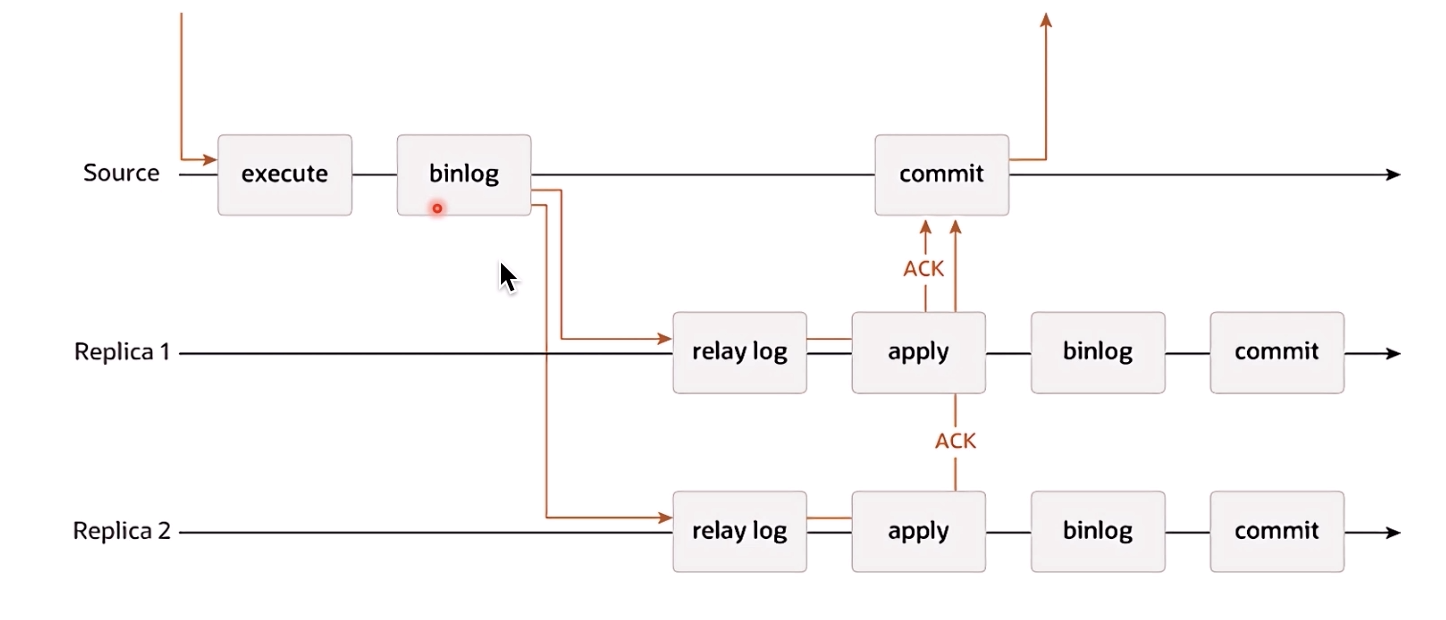 Source
execute
binlog
commit
ACK
Replica 1
relay log
apply
binlog
commit
ACK
Replica 2
relay log
apply
binlog
commit